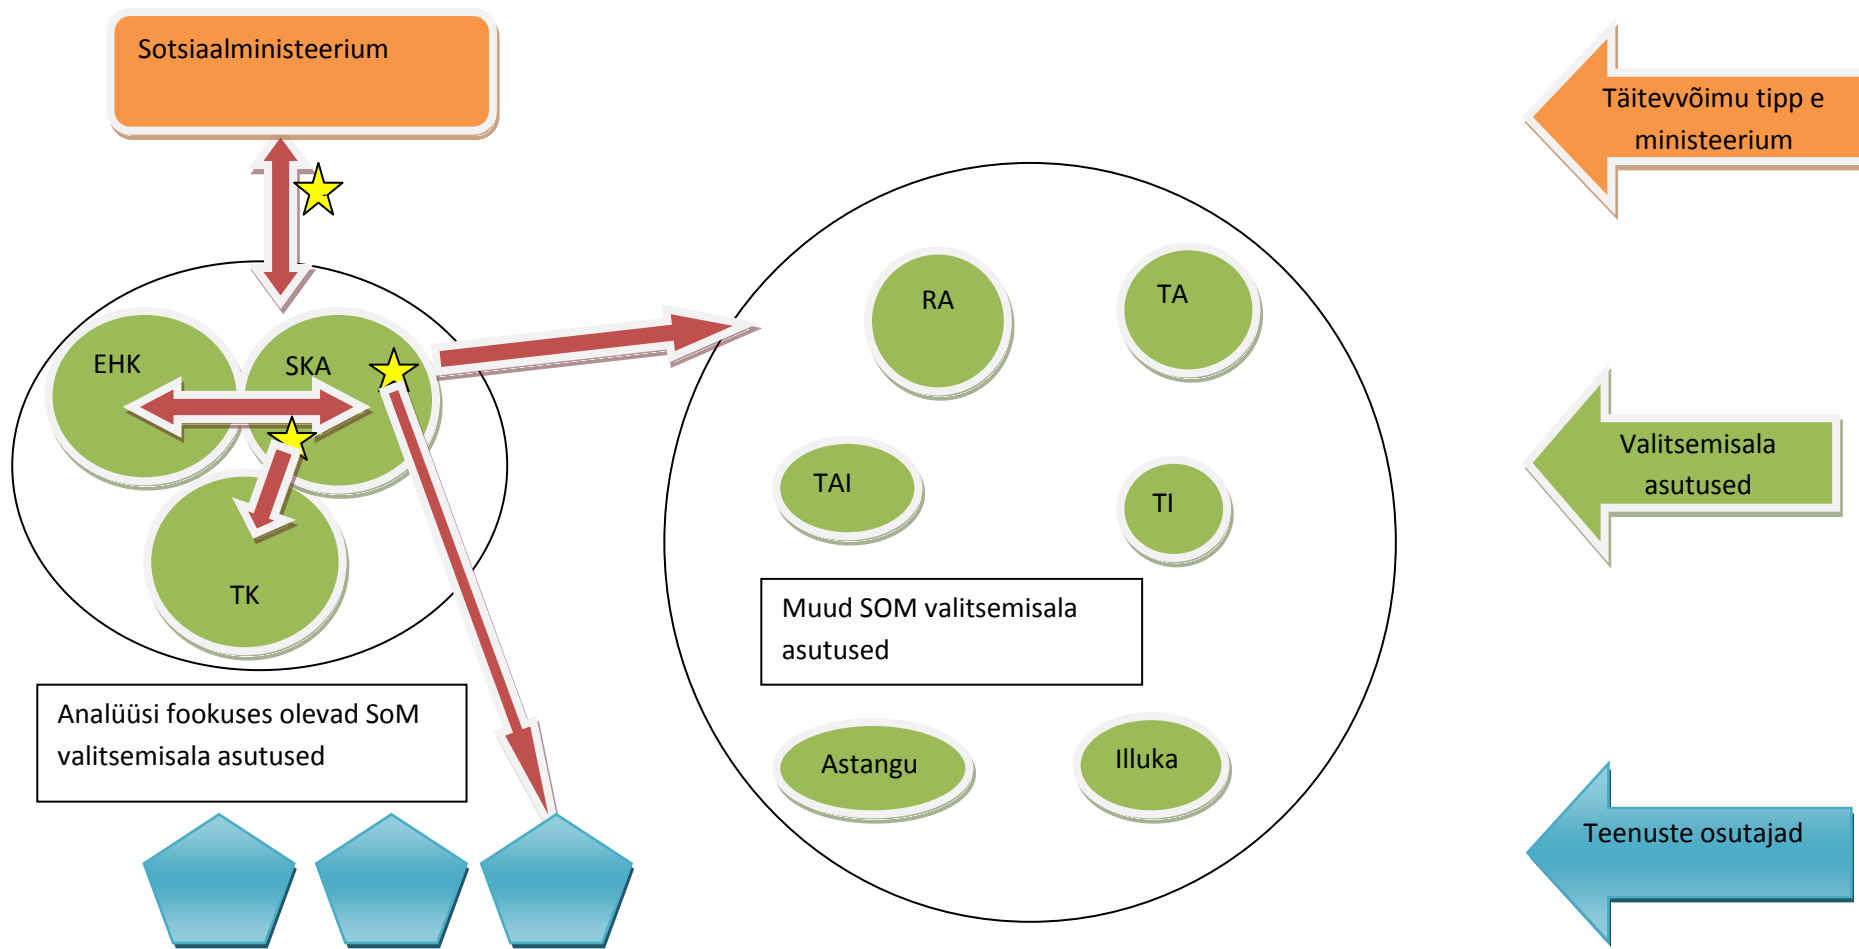 Sotsiaalministeerium
Täitevvõimu tipp e
ministeerium
RA
TA
EHK
SKA
TAI
TI
TK
Valitsemisala
asutused
Muud SOM valitsemisala
asutused
Analüüsi fookuses olevad SoM
valitsemisala asutused
Astangu
Illuka
Teenuste osutajad